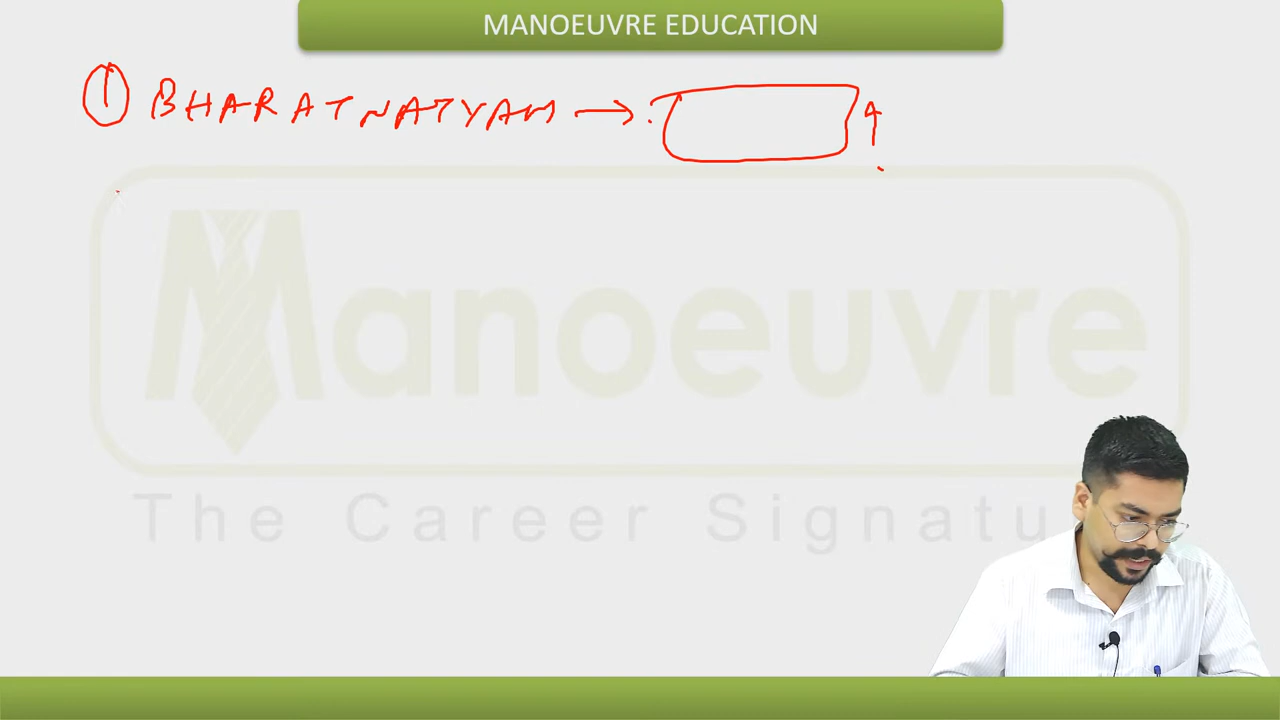 MANOEUVRE EDUCATION
① BHARATNATYAM →
Manoeuvre
The Career Signatu